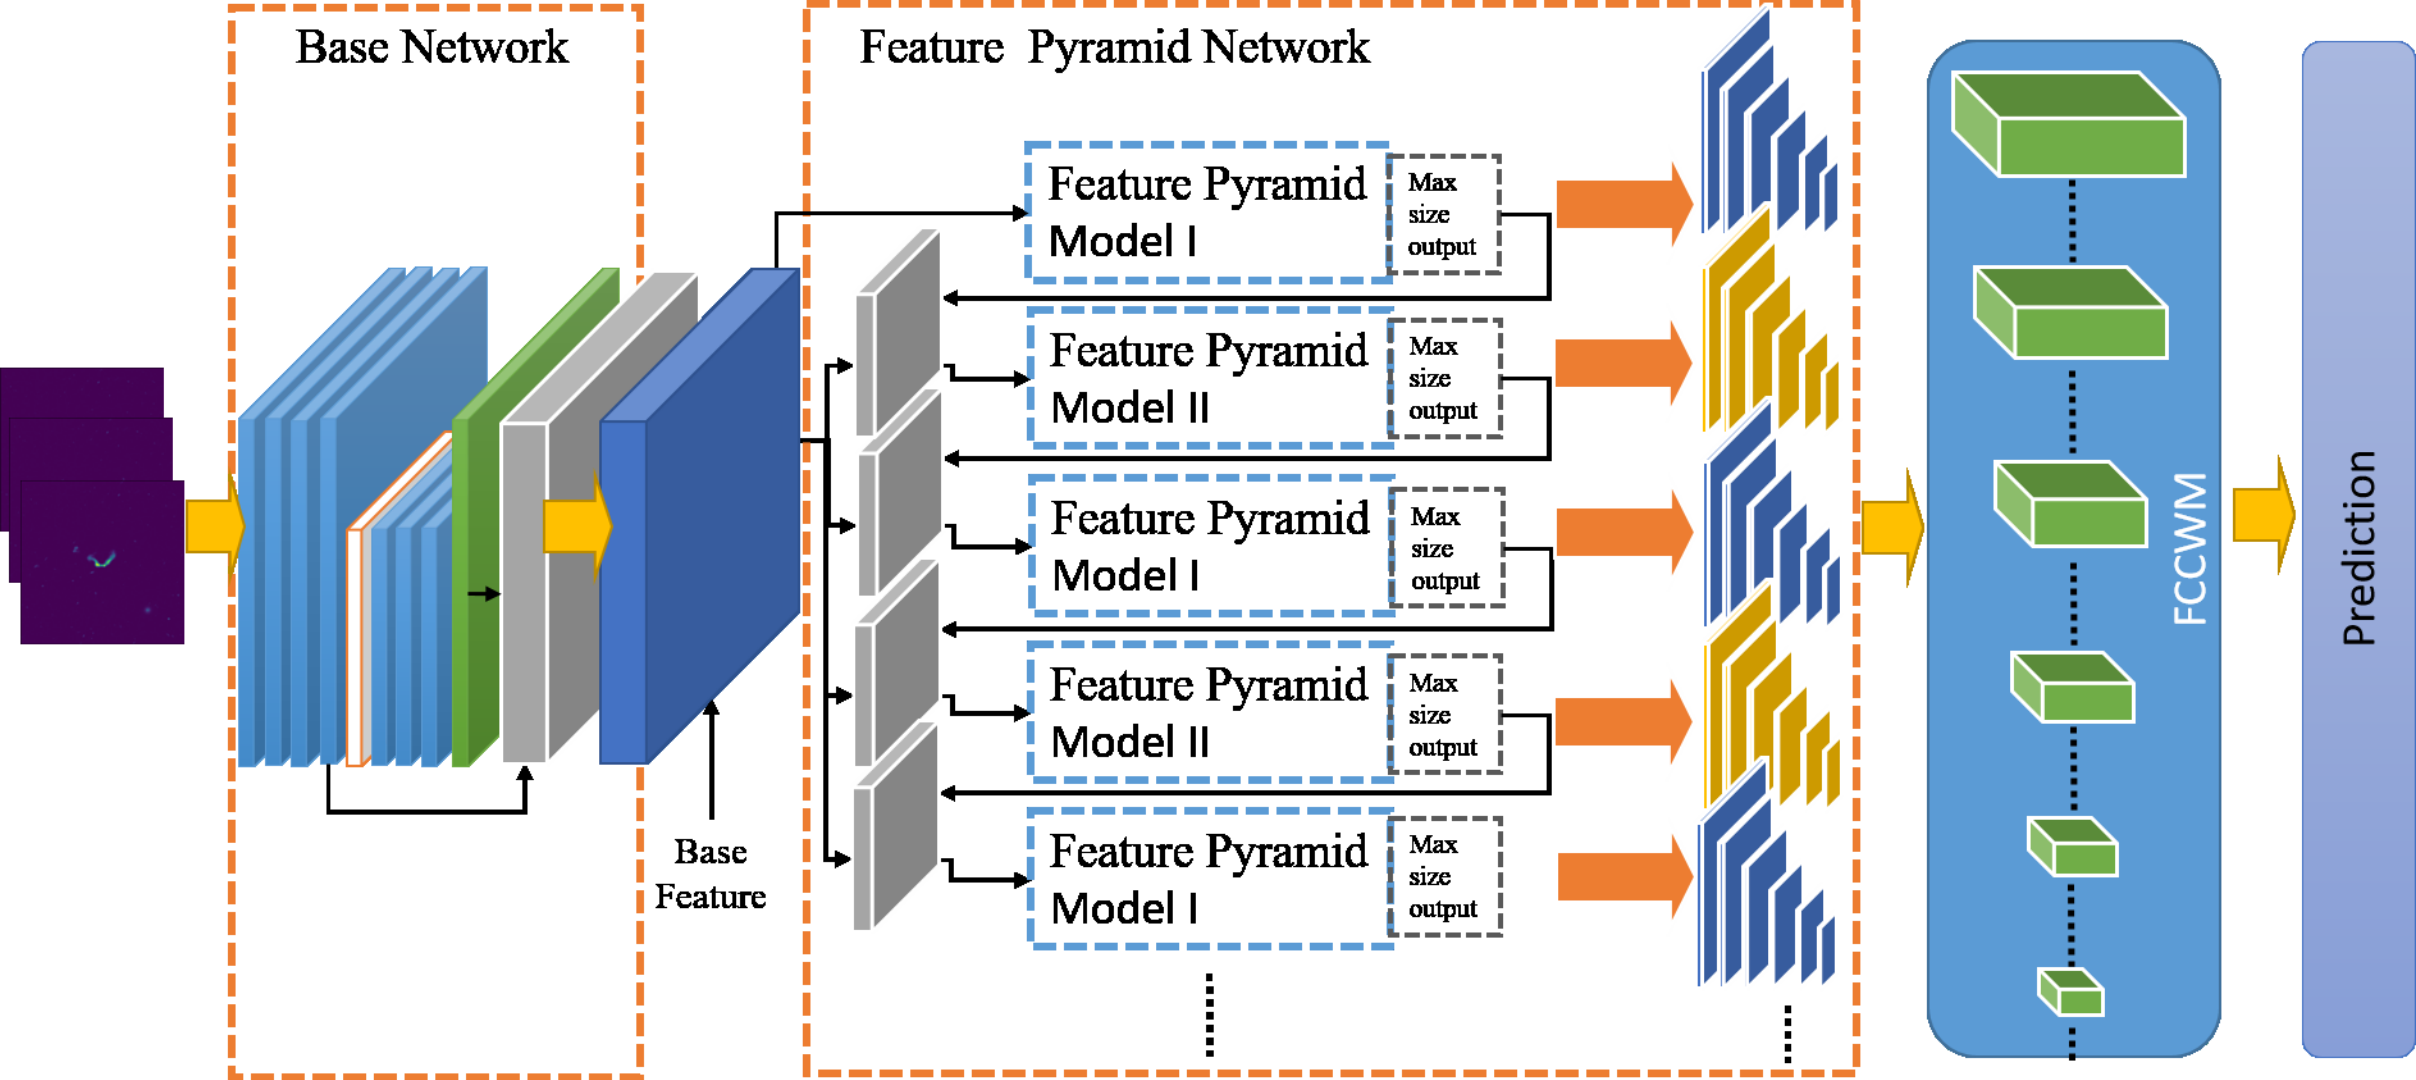 Base Network
Feature Pyramid Network
Feature Pyramid
Model I
Max
size
output
Feature Pyramid
Model II
Max
size
output
Feature Pyramid
Model I
Max
size
output
Feature Pyramid
Model II
Max
size
output
Feature Pyramid
Model I
Max
size
output
Base
Feature
FCCWM
Prediction